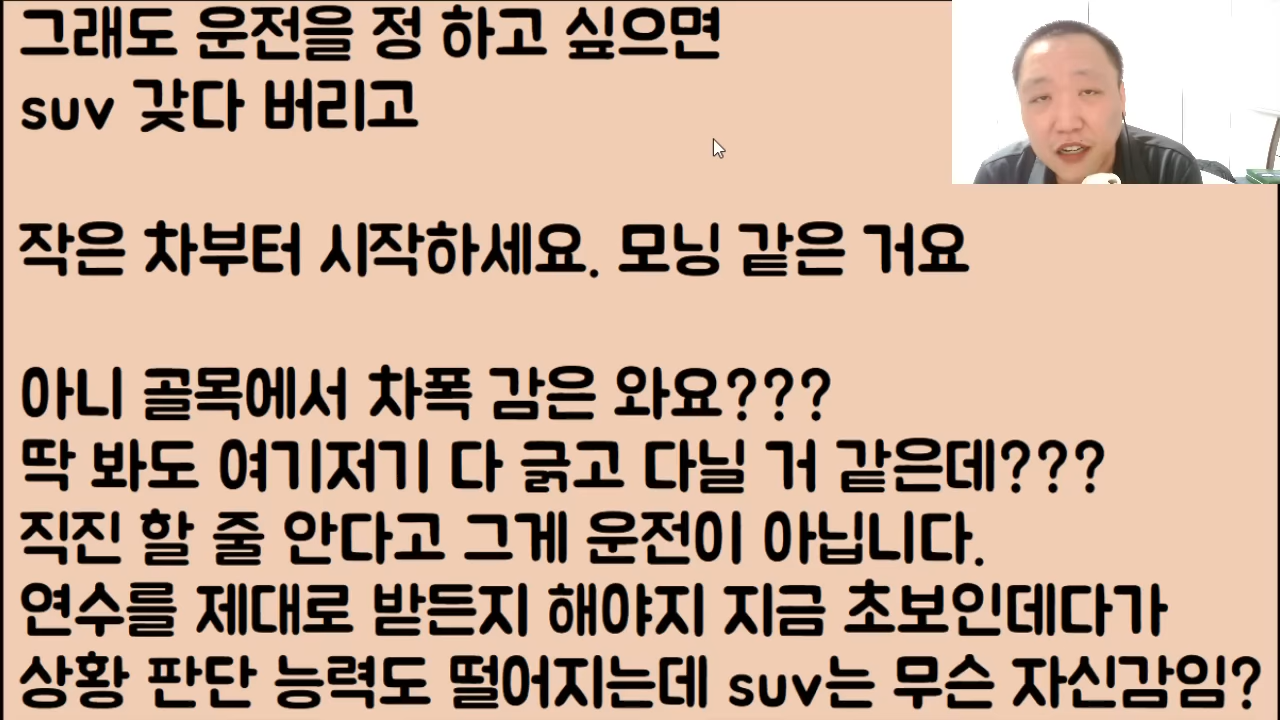 그래도 운전을 정 하고 싶으면
suv 갖다 버리고
작은 차부터 시작하세요. 모닝 같은 거요
아니 골목에서 차폭 감은 와요???
딱 봐도 여기저기 다 긁고 다닐 거 같은데???
직진 할 줄 안다고 그게 운전이 아닙니다.
연수를 제대로 받든지 해야지 지금 초보인데다가
상황 판단 능력도 떨어지는데 suv는 무슨 자신감임?